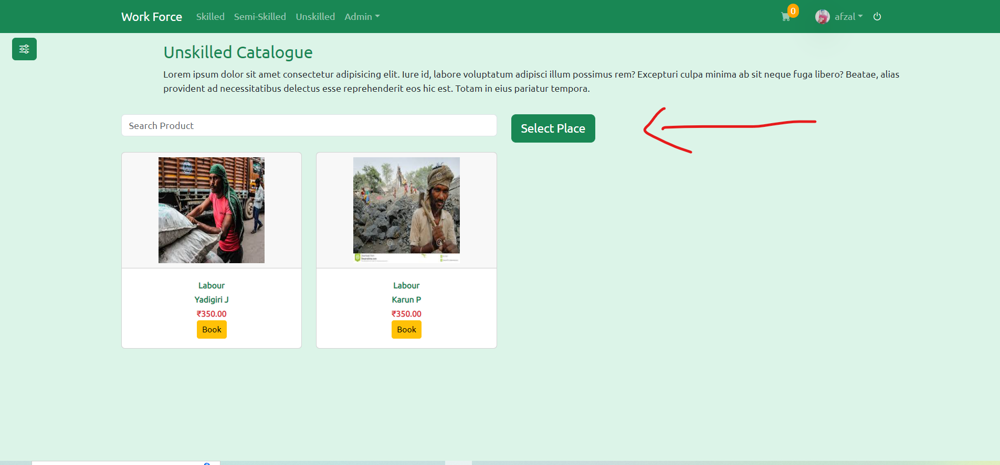 Work Force Skilled Semi-Skilled Unskilled Admin 0 afzal
Unskilled Catalogue
Lorem ipsum dolor sit amet consectetur adipisicing elit. Iure id, labore voluptatum adipisci illum possimus rem? Excepturi culpa minima ab sit neque fuga libero? Beatae, alias
provident ad necessitatibus delectus esse reprehenderit eos hic est. Totam in eius pariatur tempora.
Search Product
Select Place
Labour
Yadigiri J
₹350.00
Book
Labour
Karun P
₹350.00
Book